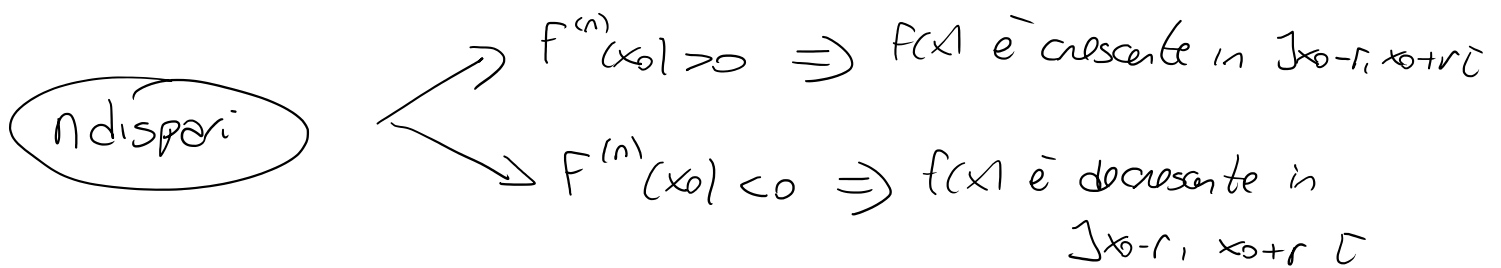 F⁽ⁿ⁾(x₀) > 0 ⇒ f(x) è crescente in ]x₀-r, x₀+r[
n dispari
F⁽ⁿ⁾(x₀) < 0 ⇒ f(x) è decrescente in
]x₀-r, x₀+r [